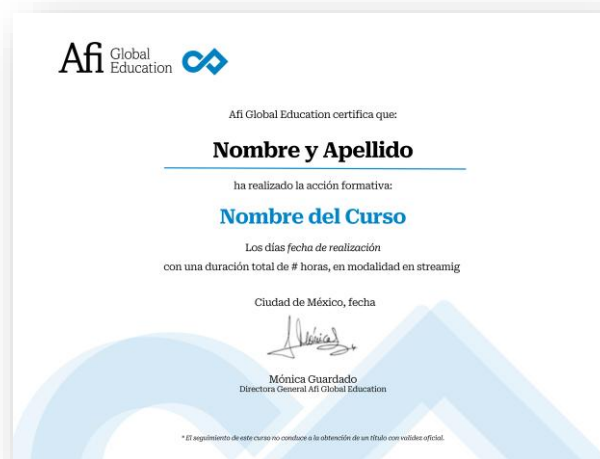 Afi Global
Education
Afi Global Education certifica que:
Nombre y Apellido
ha realizado la acción formativa:
Nombre del Curso
Los días fecha de realización
con una duración total de # horas, en modalidad en streamig
Ciudad de México, fecha
Mónica Guardado
Directora General Afi Global Education
* El seguimiento de este curso no conduce a la obtención de un título con validez oficial.